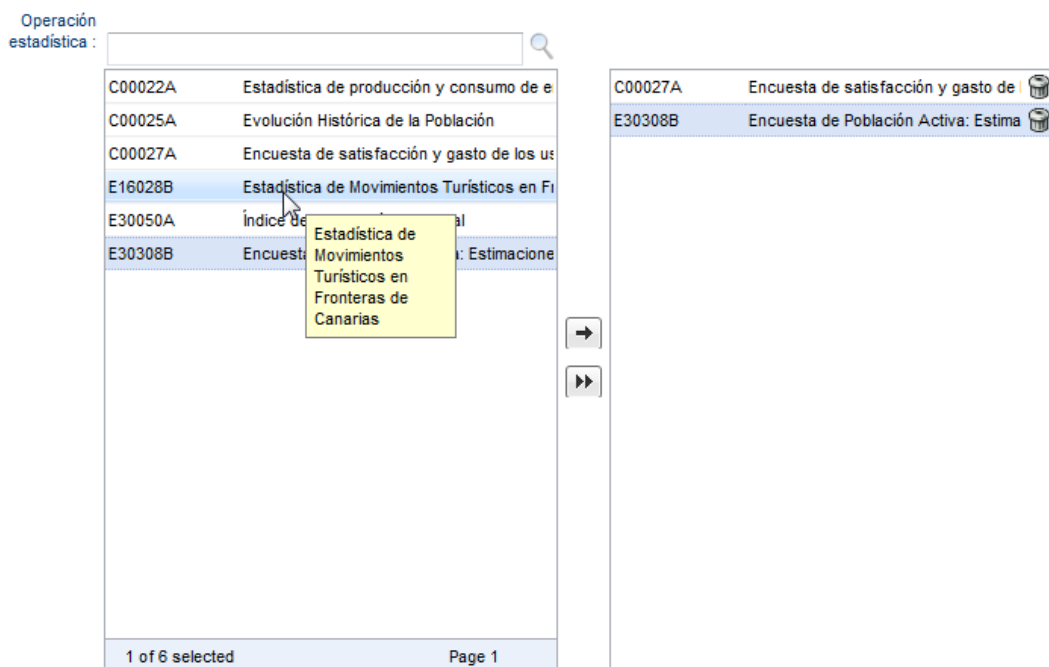 Operación
estadística :
C00022A Estadística de producción y consumo de e
C00025A Evolución Histórica de la Población
C00027A Encuesta de satisfacción y gasto de los us
E16028B Estadística de Movimientos Turísticos en Fr
E30050A Índice de al
E30308B Encuesta : Estimacione
Estadística de
Movimientos
Turísticos en
Fronteras de
Canarias
1 of 6 selected Page 1
C00027A Encuesta de satisfacción y gasto de
E30308B Encuesta de Población Activa: Estima